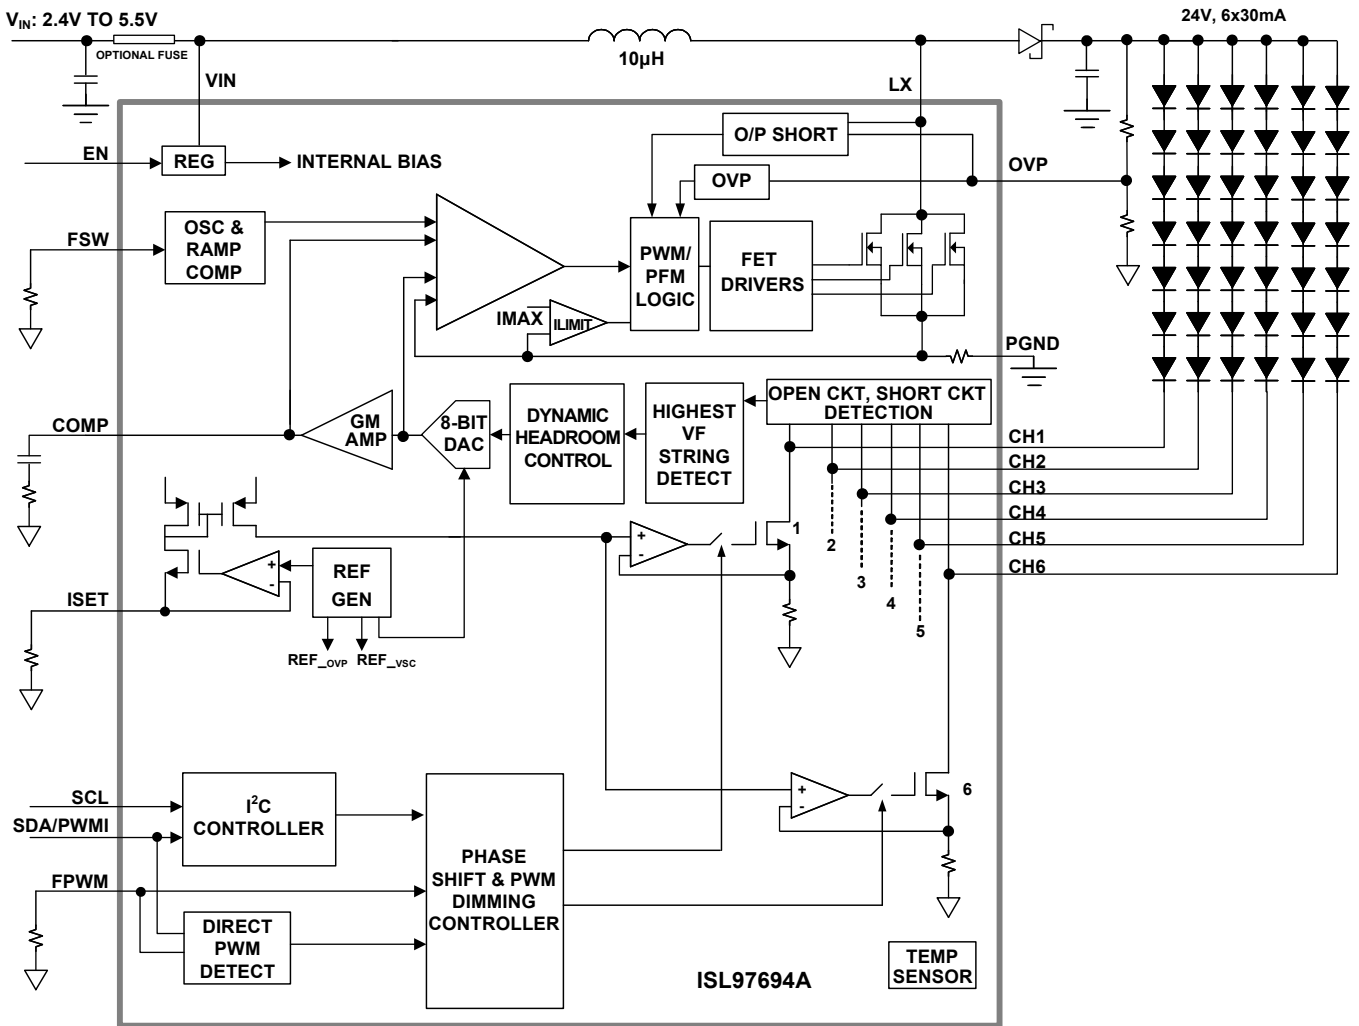 V_IN: 2.4V TO 5.5V
24V, 6x30mA
OPTIONAL FUSE
10µH
VIN
LX
O/P SHORT
EN
REG
INTERNAL BIAS
OVP
OVP
FSW
OSC &
RAMP
COMP
PWM/
PFM
LOGIC
FET
DRIVERS
IMAX
ILIMIT
PGND
COMP
GM
AMP
8-BIT
DAC
DYNAMIC
HEADROOM
CONTROL
HIGHEST
VF
STRING
DETECT
OPEN CKT, SHORT CKT
DETECTION
CH1
CH2
CH3
CH4
CH5
CH6
+
-
1
2
3
4
5
ISET
+
-
REF
GEN
REF_OVP
REF_VSC
SCL
SDA/PWMI
I²C
CONTROLLER
+
-
6
FPWM
PHASE
SHIFT & PWM
DIMMING
CONTROLLER
DIRECT
PWM
DETECT
TEMP
SENSOR
ISL97694A